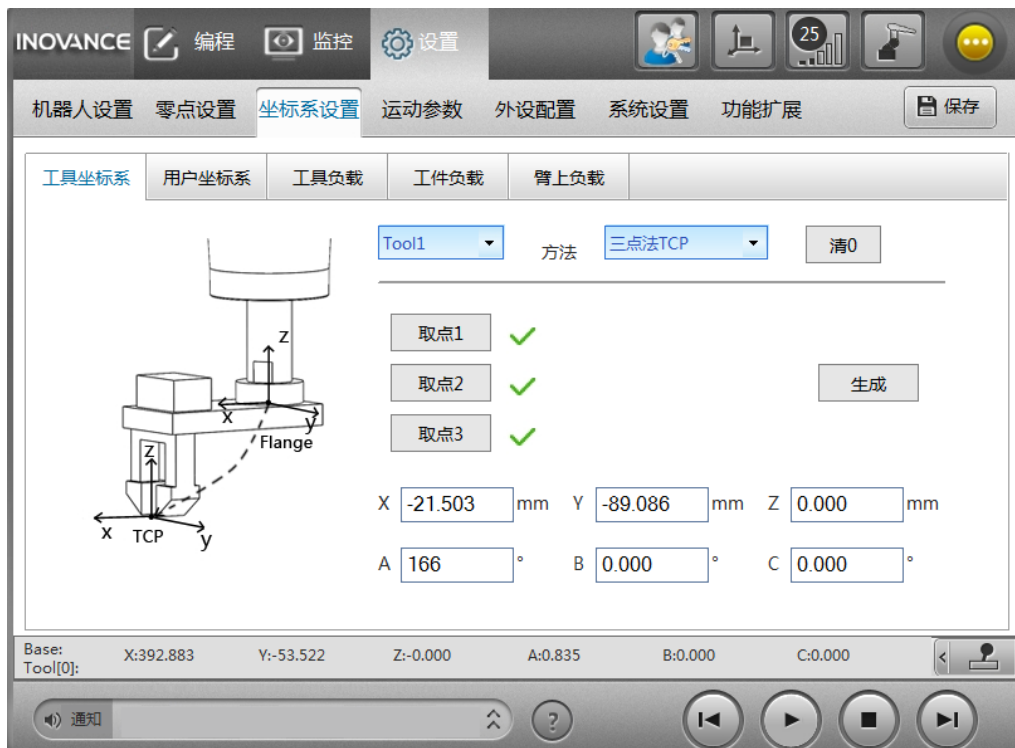 INOVANCE 编程 监控 设置 25
机器人设置 零点设置 坐标系设置 运动参数 外设配置 系统设置 功能扩展 保存
工具坐标系 用户坐标系 工具负载 工件负载 臂上负载
Tool1 方法 三点法TCP 清0
取点1
z
取点2 生成
x y
取点3
Flange
z
X -21.503 mm Y -89.086 mm Z 0.000 mm
x TCP y
A 166 ° B 0.000 ° C 0.000 °
Base: X:392.883 Y:-53.522 Z:-0.000 A:0.835 B:0.000 C:0.000 <
Tool[0]:
通知 ?